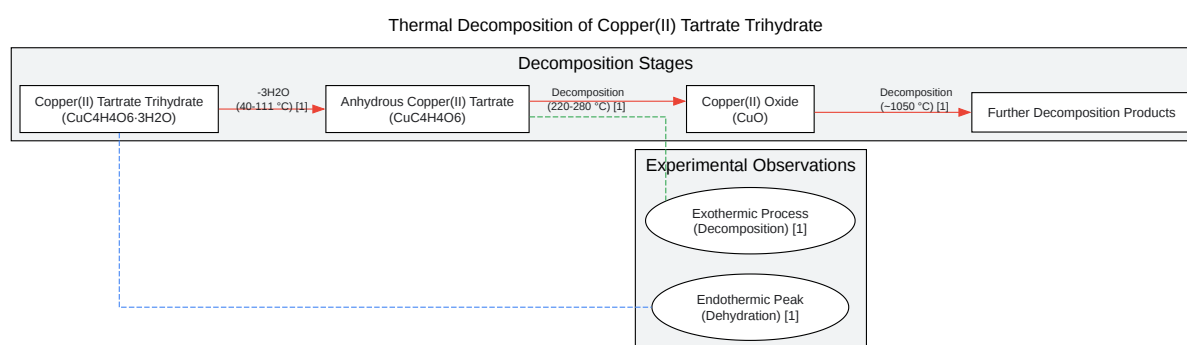 Thermal Decomposition of Copper(II) Tartrate Trihydrate
Decomposition Stages
Copper(II) Tartrate Trihydrate
(CuC4H4O6·3H2O)
-3H2O
(40-111 °C) [1]
Anhydrous Copper(II) Tartrate
(CuC4H4O6)
Decomposition
(220-280 °C) [1]
Copper(II) Oxide
(CuO)
Decomposition
(~1050 °C) [1]
Further Decomposition Products
Experimental Observations
Exothermic Process
(Decomposition) [1]
Endothermic Peak
(Dehydration) [1]